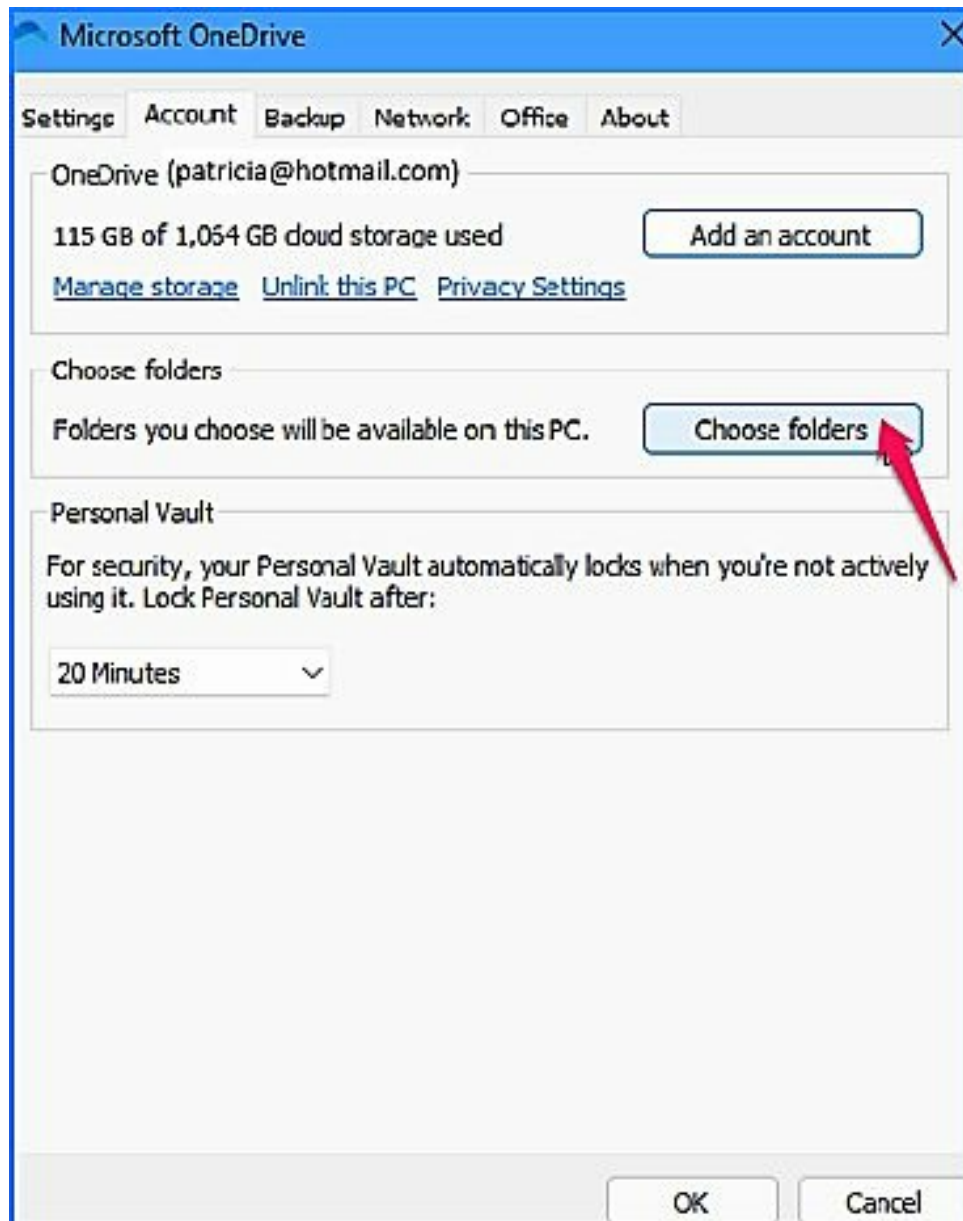 Microsoft OneDrive
Settings Account Backup Network Office About
OneDrive (patricia@hotmail.com)
115 GB of 1,054 GB cloud storage used
Add an account
Manage storage Unlink this PC Privacy Settings
Choose folders
Folders you choose will be available on this PC.
Choose folders
Personal Vault
For security, your Personal Vault automatically locks when you're not actively
using it. Lock Personal Vault after:
20 Minutes
OK Cancel